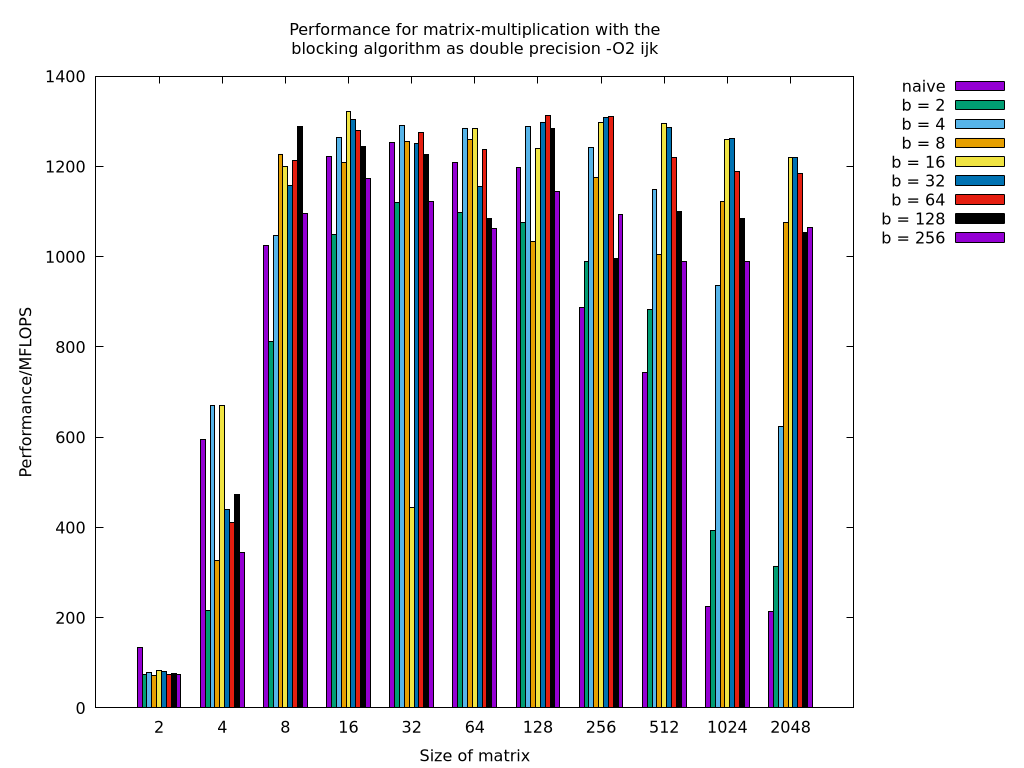 Performance for matrix-multiplication with the
blocking algorithm as double precision -O2 ijk
1400
1200
1000
800
600
400
200
0
Performance/MFLOPS
2 4 8 16 32 64 128 256 512 1024 2048
Size of matrix
naive
b = 2
b = 4
b = 8
b = 16
b = 32
b = 64
b = 128
b = 256